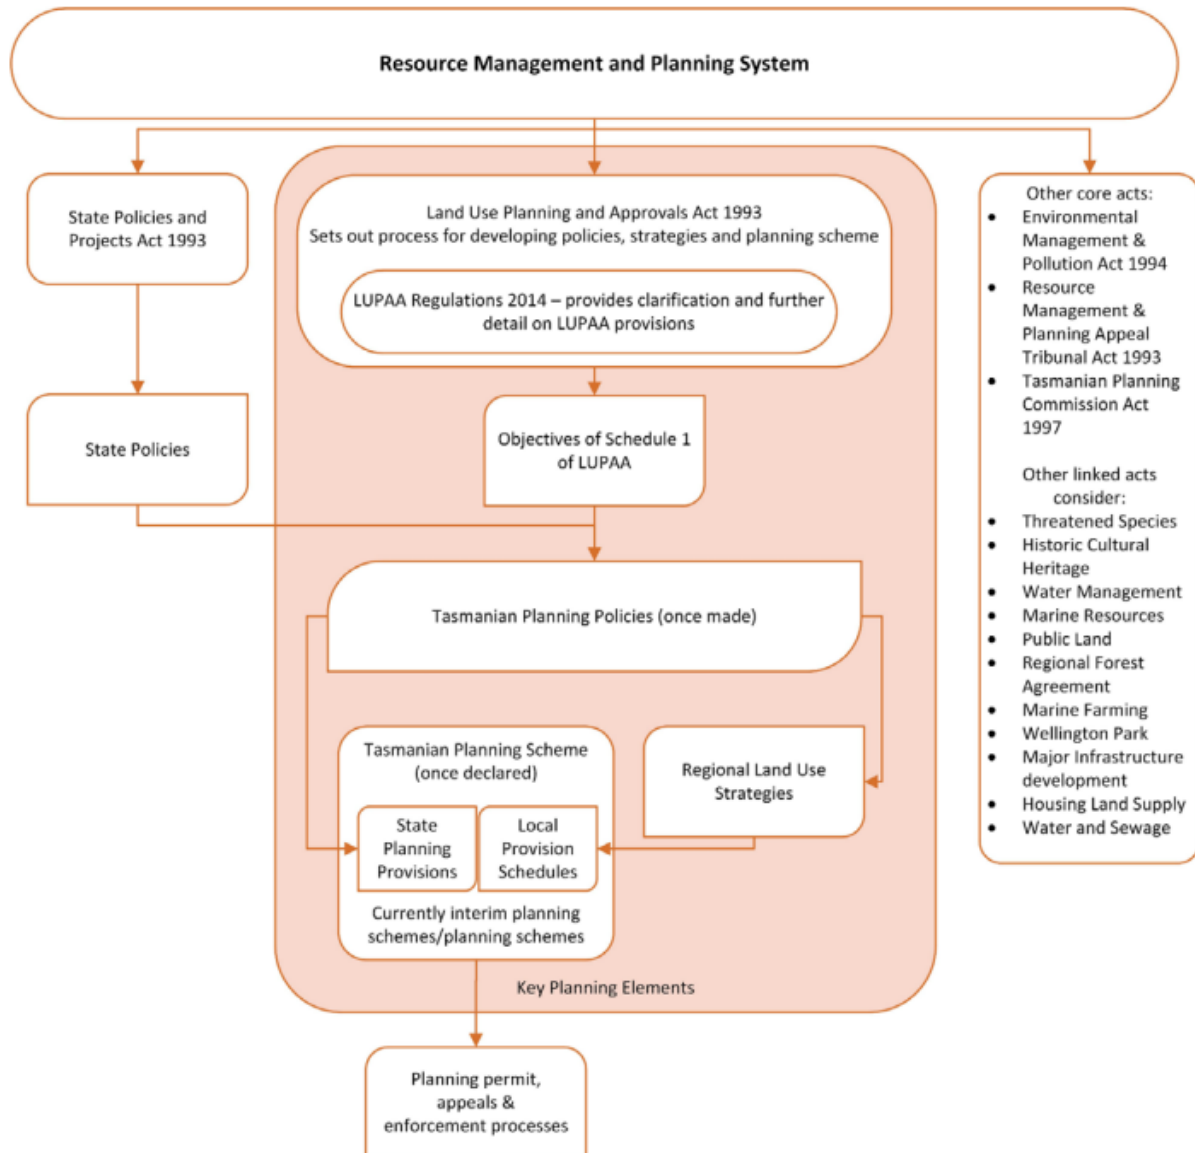 Resource Management and Planning System
State Policies and
Projects Act 1993
State Policies
Land Use Planning and Approvals Act 1993
Sets out process for developing policies, strategies and planning scheme
LUPAA Regulations 2014 – provides clarification and further
detail on LUPAA provisions
Objectives of Schedule 1
of LUPAA
Tasmanian Planning Policies (once made)
Tasmanian Planning Scheme
(once declared)
State
Planning
Provisions
Local
Provision
Schedules
Currently interim planning
schemes/planning schemes
Regional Land Use
Strategies
Key Planning Elements
Planning permit,
appeals &
enforcement processes
Other core acts:
• Environmental
Management &
Pollution Act 1994
• Resource
Management &
Planning Appeal
Tribunal Act 1993
• Tasmanian Planning
Commission Act
1997
Other linked acts
consider:
• Threatened Species
• Historic Cultural
Heritage
• Water Management
• Marine Resources
• Public Land
• Regional Forest
Agreement
• Marine Farming
• Wellington Park
• Major Infrastructure
development
• Housing Land Supply
• Water and Sewage